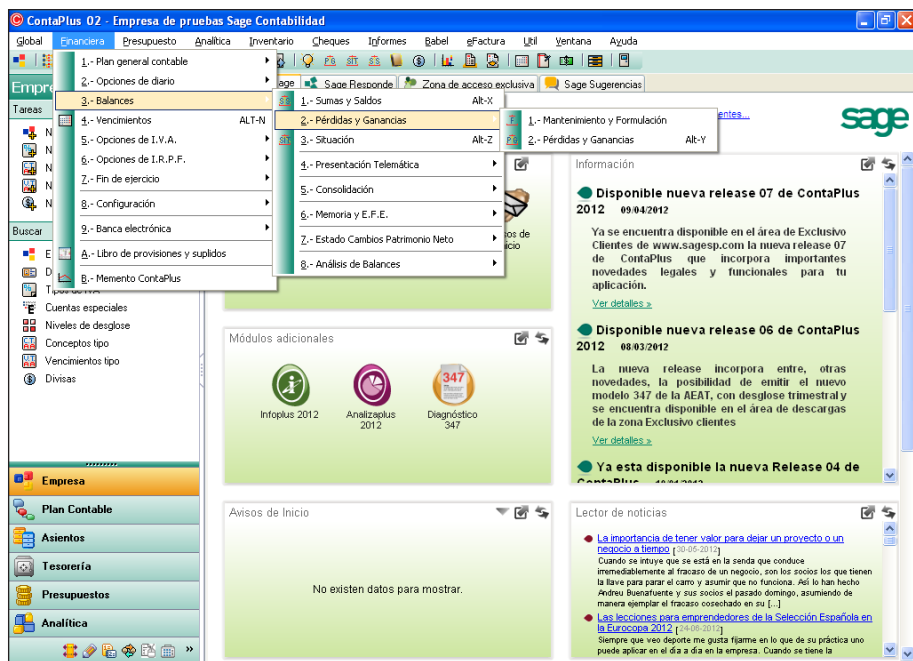 ContaPlus 02 - Empresa de pruebas Sage Contabilidad
Global Financiera Presupuesto Analítica Inventario Cheques Informes Babel eFactura Util Ventana Ayuda
Sage Responde Zona de acceso exclusiva Sage Sugerencias
Tareas
1.- Plan general contable
2.- Opciones de diario
3.- Balances
4.- Vencimientos ALT-N
5.- Opciones de I.V.A.
6.- Opciones de I.R.P.F.
7.- Fin de ejercicio
8.- Configuración
9.- Banca electrónica
A.- Libro de provisiones y suplidos
B.- Memento ContaPlus
1.- Sumas y Saldos Alt-X
2.- Pérdidas y Ganancias
3.- Situación Alt-Z
4.- Presentación Telemática
5.- Consolidación
6.- Memoria y E.F.E.
7.- Estado Cambios Patrimonio Neto
8.- Análisis de Balances
1.- Mantenimiento y Formulación
2.- Pérdidas y Ganancias Alt-Y
sage
Buscar
Cuentas especiales
Niveles de desglose
Conceptos tipo
Vencimientos tipo
Divisas
Empresa
Plan Contable
Asientos
Tesorería
Presupuestos
Analítica
Módulos adicionales
347
Infoplus 2012
Analizaplus
2012
Diagnóstico
347
Avisos de Inicio
No existen datos para mostrar.
Información
Disponible nueva release 07 de ContaPlus
2012 09/04/2012
Ya se encuentra disponible en el área de Exclusivo
Clientes de www.sagesp.com la nueva release 07
de ContaPlus que incorpora importantes
novedades legales y funcionales para tu
aplicación.
Ver detalles »
Disponible nueva release 06 de ContaPlus
2012 08/03/2012
La nueva release incorpora entre, otras
novedades, la posibilidad de emitir el nuevo
modelo 347 de la AEAT, con desglose trimestral y
se encuentra disponible en el área de descargas
de la zona Exclusivo clientes
Ver detalles »
Ya esta disponible la nueva Release 04 de
Lector de noticias
La importancia de tener valor para dejar un proyecto o un
negocio a tiempo [30-05-2012]
Cuando se intuye que se está en la senda que conduce
irremediablemente al fracaso de un negocio, son los socios los que tienen
la llave para parar el carro y asumir que no funciona. Así lo han hecho
Andreu Buenafuente y sus socios el pasado domingo, asumiendo de
manera ejemplar el fracaso cosechado en su [...]
Las lecciones para emprendedores de la Selección Española en
la Eurocopa 2012 [24-06-2012]
Siempre que veo deporte me gusta fijarme en lo que de su práctica uno
puede aplicar en el día a día en la empresa. Cuando se tiene la